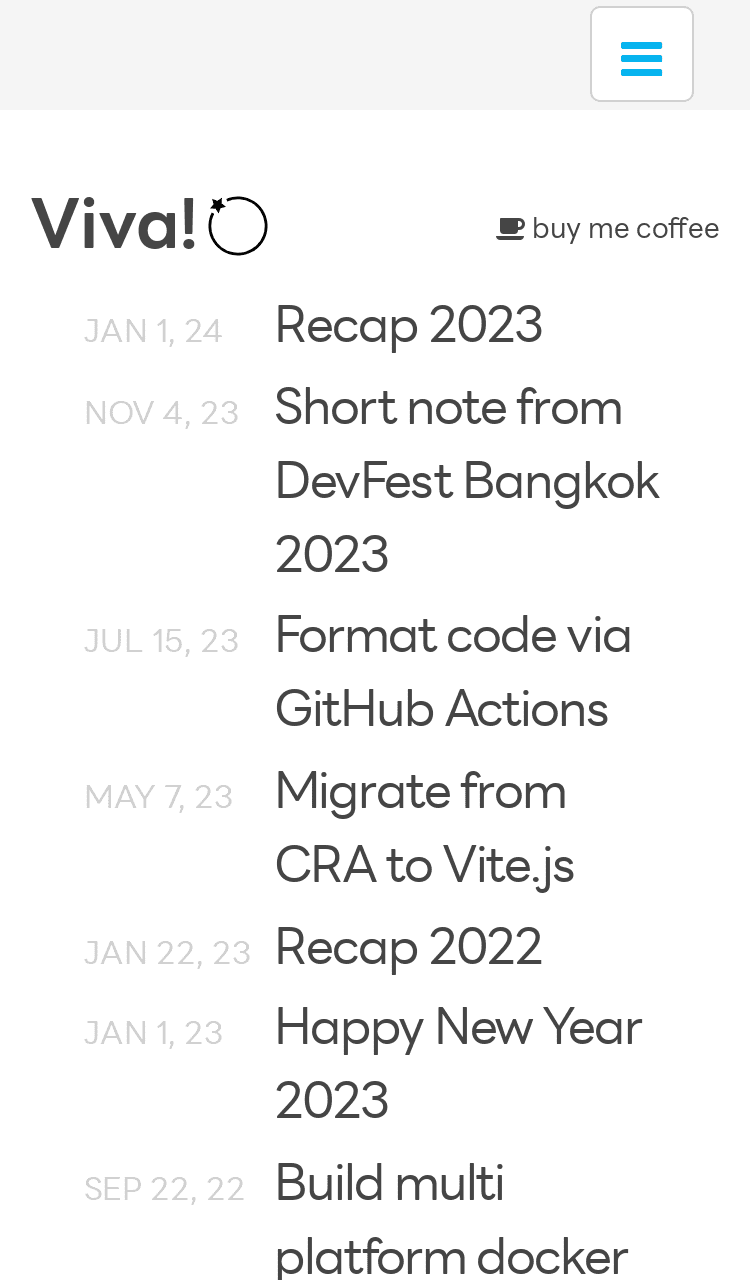 Viva!
buy me coffee
JAN 1, 24 Recap 2023
NOV 4, 23 Short note from
DevFest Bangkok
2023
JUL 15, 23 Format code via
GitHub Actions
MAY 7, 23 Migrate from
CRA to Vite.js
JAN 22, 23 Recap 2022
JAN 1, 23 Happy New Year
2023
SEP 22, 22 Build multi
platform docker